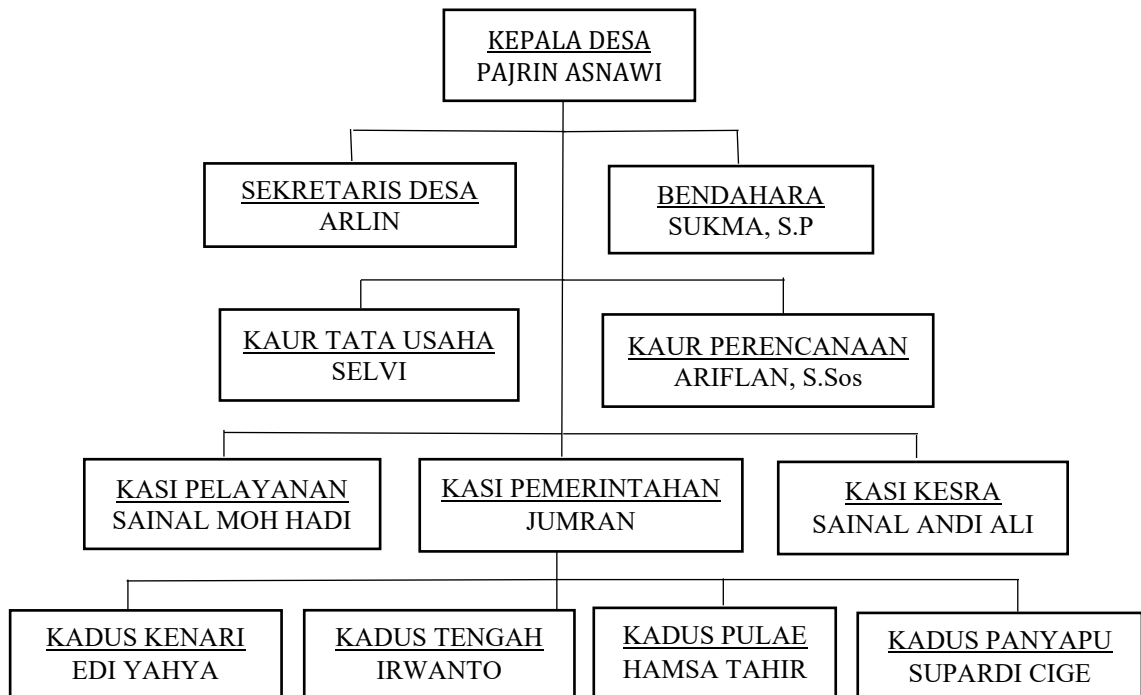 KEPALA DESA
PAJRIN ASNAWI
SEKRETARIS DESA
ARLIN
BENDAHARA
SUKMA, S.P
KAUR TATA USAHA
SELVI
KAUR PERENCANAAN
ARIFLAN, S.Sos
KASI PELAYANAN
SAINAL MOH HADI
KASI PEMERINTAHAN
JUMRAN
KASI KESRA
SAINAL ANDI ALI
KADUS KENARI
EDI YAHYA
KADUS TENGAH
IRWANTO
KADUS PULAE
HAMSA TAHIR
KADUS PANYAPU
SUPARDI CIGE